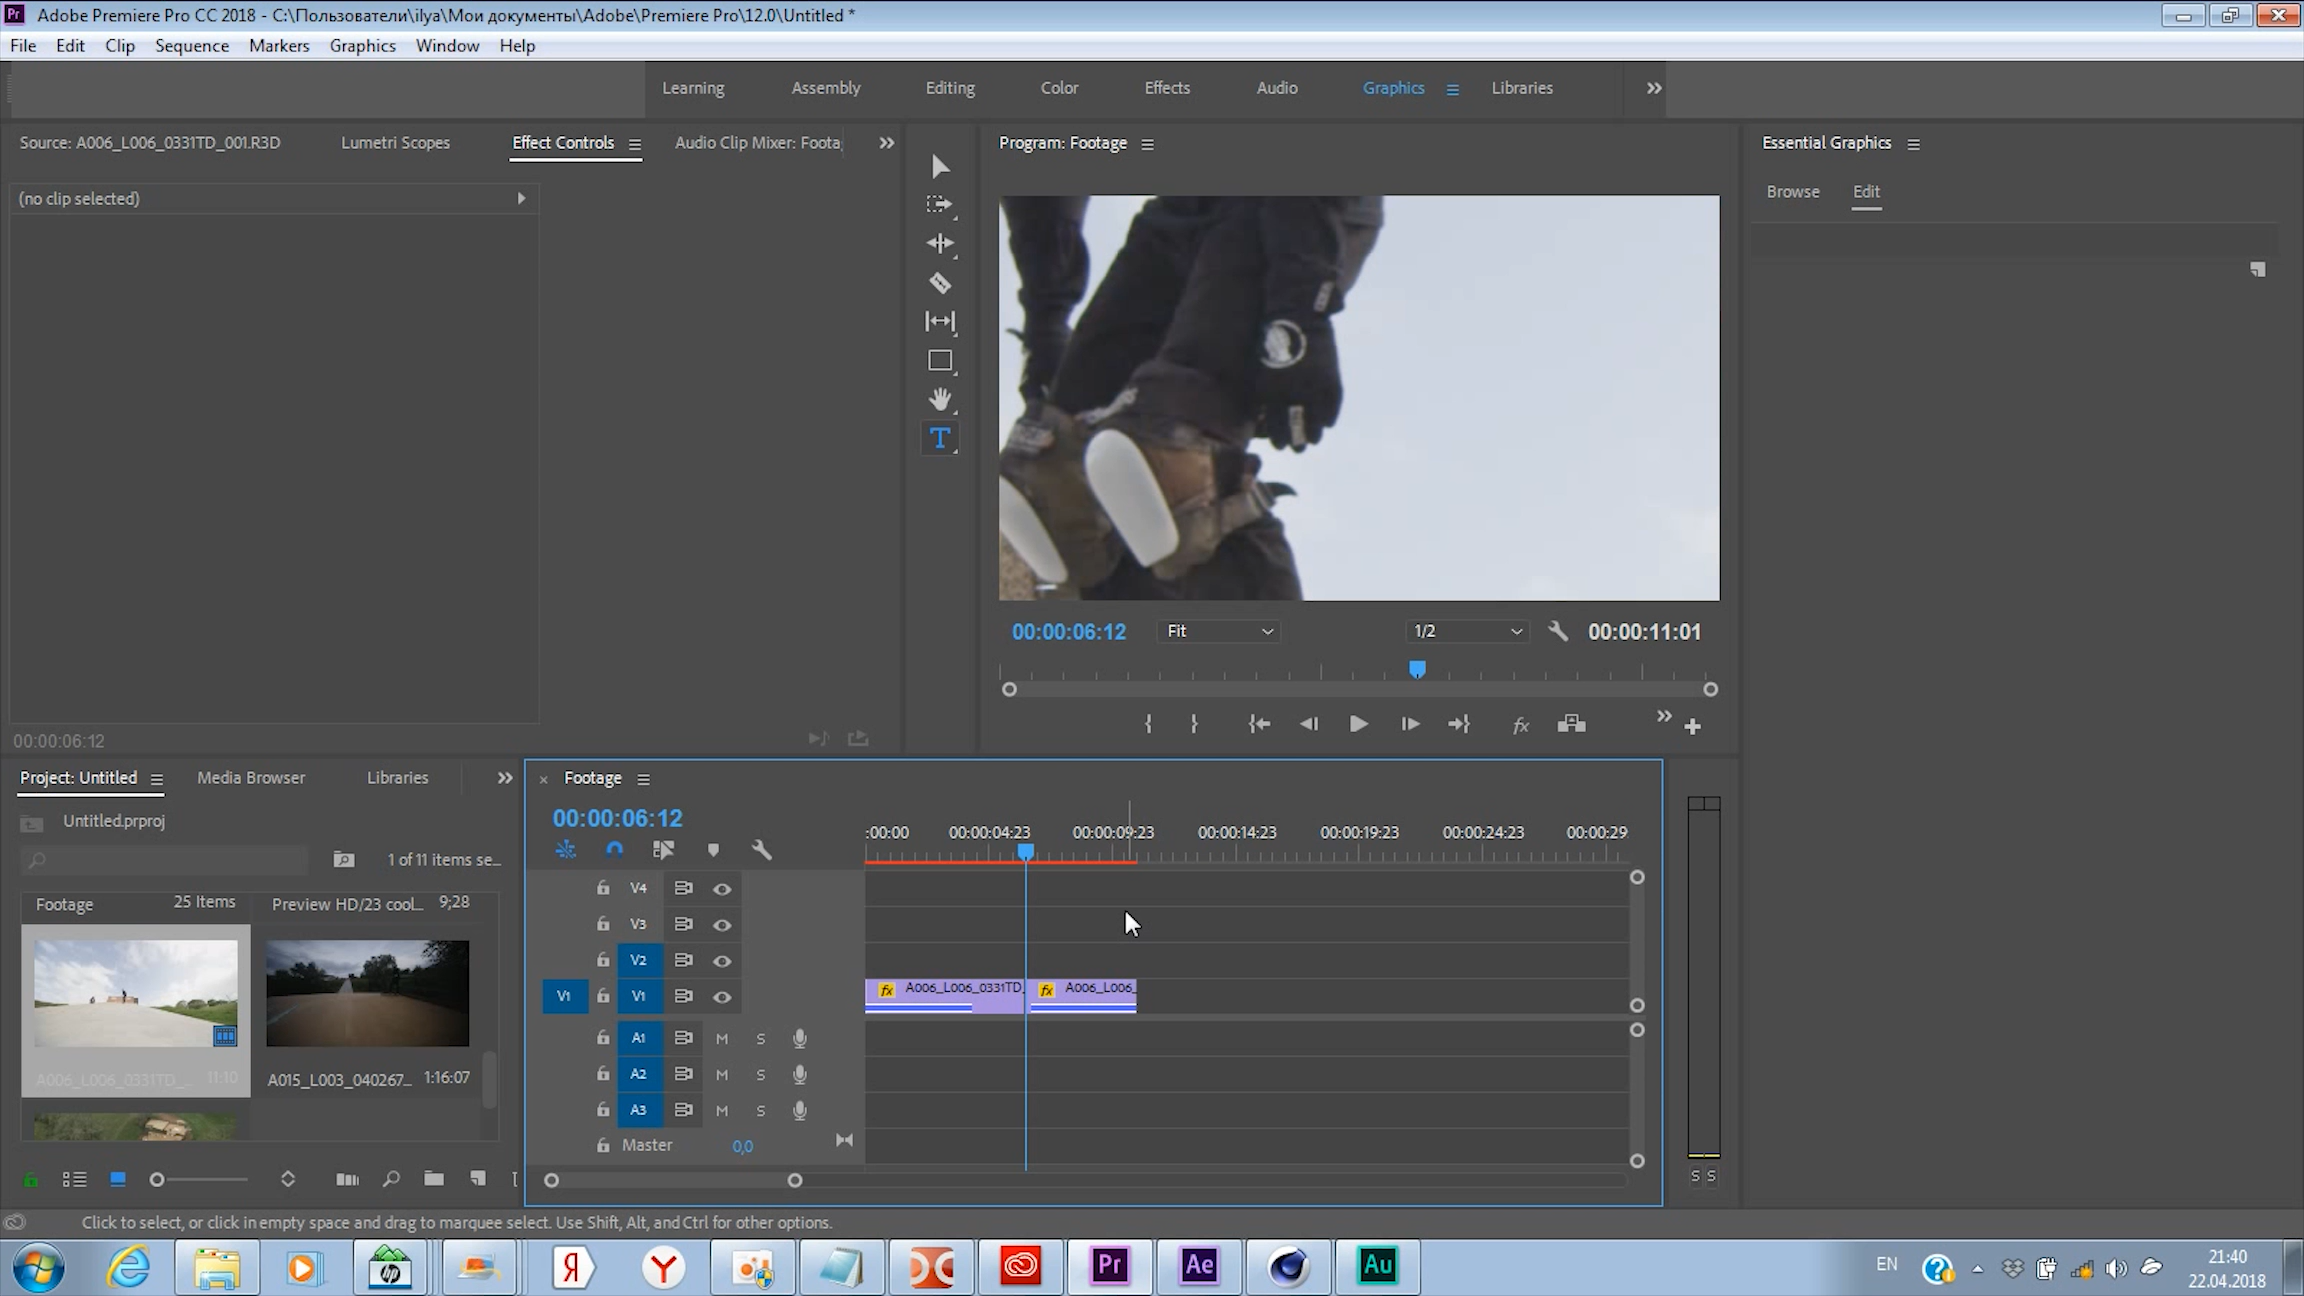 Adobe Premiere Pro CC 2018 - C:\Пользователи\ilya\Мои документы\Adobe\Premiere Pro\12.0\Untitled *
File Edit Clip Sequence Markers Graphics Window Help
Learning Assembly Editing Color Effects Audio Graphics Libraries
Source: A006_L006_0331TD_001.R3D Lumetri Scopes Effect Controls Audio Clip Mixer: Foota
Program: Footage
Essential Graphics
Browse Edit
(no clip selected)
00:00:06:12 Fit 1/2 00:00:11:01
00:00:06:12
Project: Untitled Media Browser Libraries
Footage
Untitled.prproj
00:00:06:12
1 of 11 items se...
:00:00 00:00:04:23 00:00:09:23 00:00:14:23 00:00:19:23 00:00:24:23 00:00:29
Footage 25 Items
Preview HD/23 cool... 9;28
V4
V3
V2
V1 V1
fx A006_L006_0331TD_ fx A006_L006_
A006_L006_0331TD_... 11:10
A015_L003_040267... 1:16:07
A1 M S
A2 M S
A3 M S
Master 0,0
S S
Click to select, or click in empty space and drag to marquee select. Use Shift, Alt, and Ctrl for other options.
hp Я Y Pr Ae Au
EN
21:40
22.04.2018